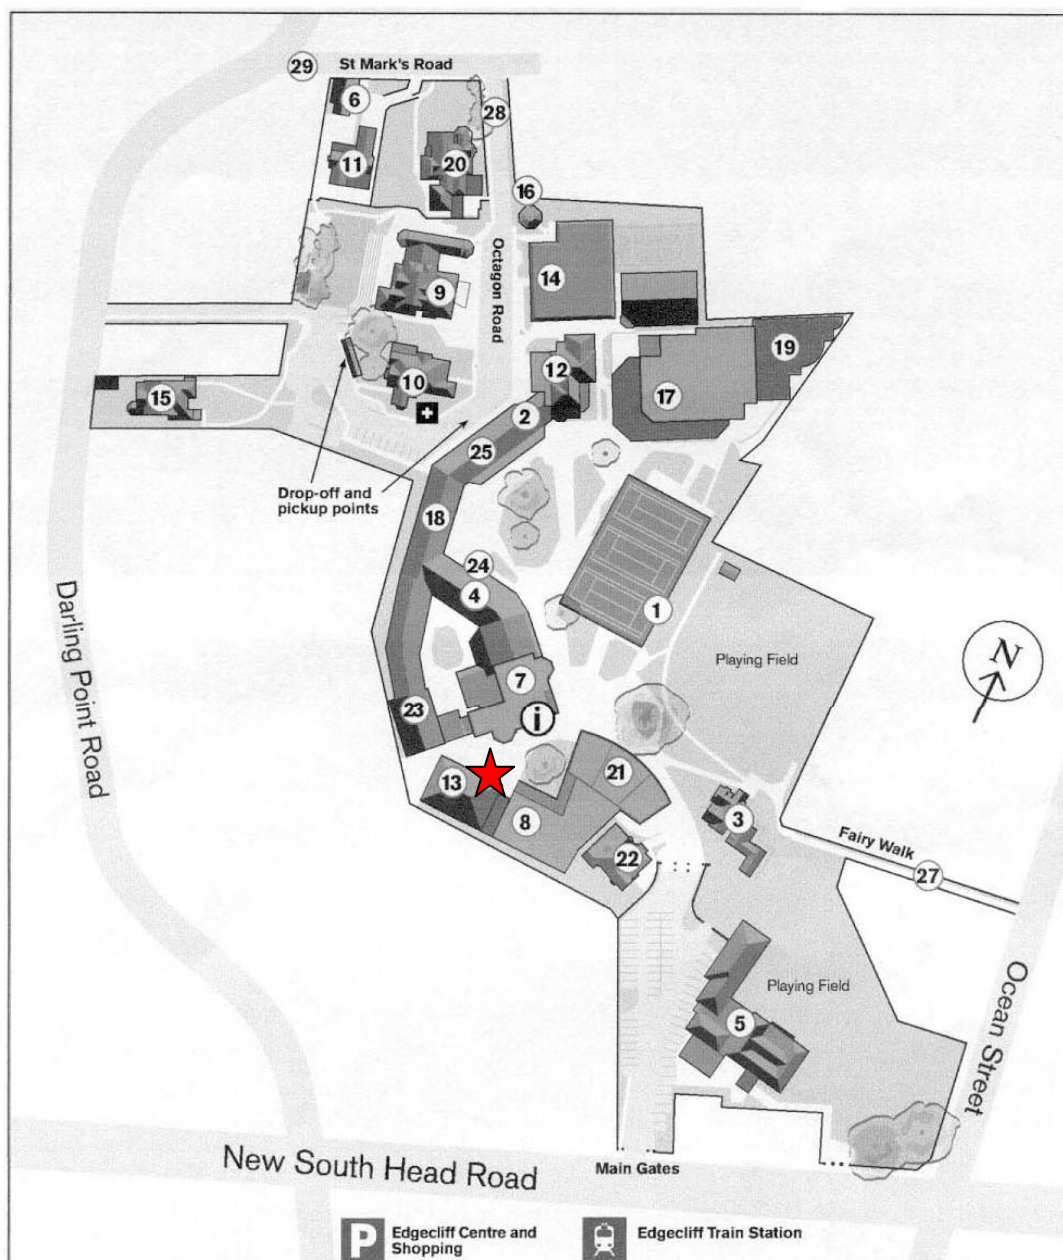 29
St Mark's Road
6
28
11
20
16
Octagon Road
14
9
19
12
10
17
15
2
25
Drop-off and
pickup points
18
24
4
1
Darling Point Road
Playing Field
N
7
23
i
21
13
8
3
22
Fairy Walk
27
Playing Field
5
Ocean Street
New South Head Road
Main Gates
P
Edgecliff Centre and
Shopping
Edgecliff Train Station